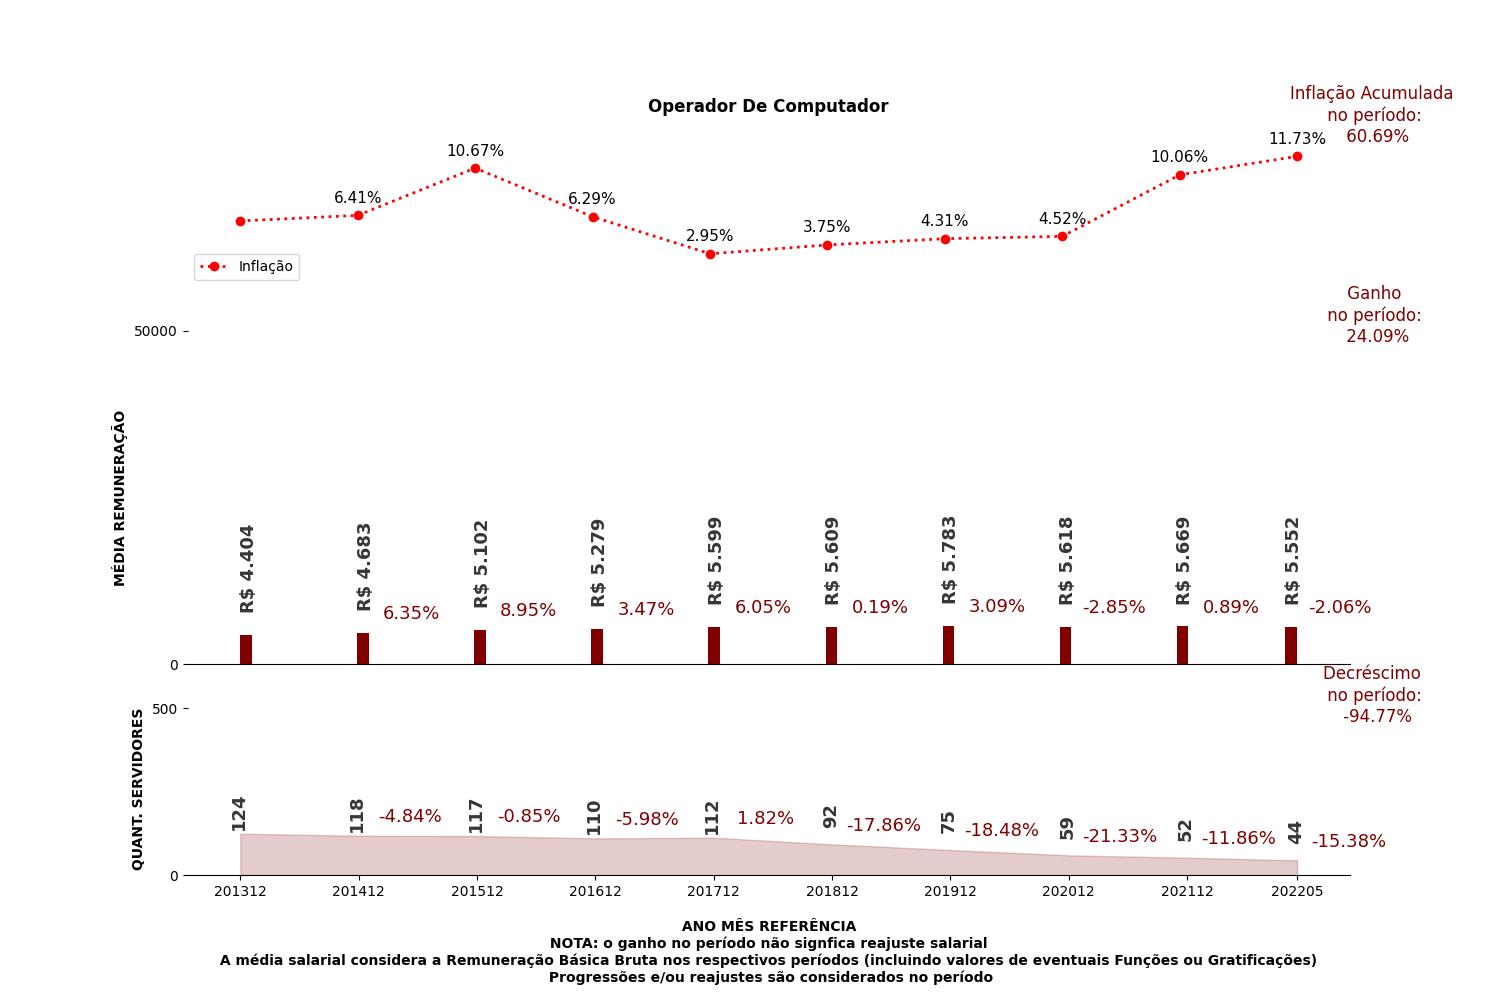 Operador De Computador
Inflação Acumulada
no período:
60.69%
6.41%
10.67%
6.29%
2.95%
3.75%
4.31%
4.52%
10.06%
11.73%
Inflação
Ganho
no período:
24.09%
50000
0
MÉDIA REMUNERAÇÃO
R$ 4.404
R$ 4.683
R$ 5.102
R$ 5.279
R$ 5.599
R$ 5.609
R$ 5.783
R$ 5.618
R$ 5.669
R$ 5.552
6.35%
8.95%
3.47%
6.05%
0.19%
3.09%
-2.85%
0.89%
-2.06%
Decréscimo
no período:
-94.77%
500
0
QUANT. SERVIDORES
124
118
117
110
112
92
75
59
52
44
-4.84%
-0.85%
-5.98%
1.82%
-17.86%
-18.48%
-21.33%
-11.86%
-15.38%
201312
201412
201512
201612
201712
201812
201912
202012
202112
202205
ANO MÊS REFERÊNCIA
NOTA: o ganho no período não signfica reajuste salarial
A média salarial considera a Remuneração Básica Bruta nos respectivos períodos (incluindo valores de eventuais Funções ou Gratificações)
Progressões e/ou reajustes são considerados no período